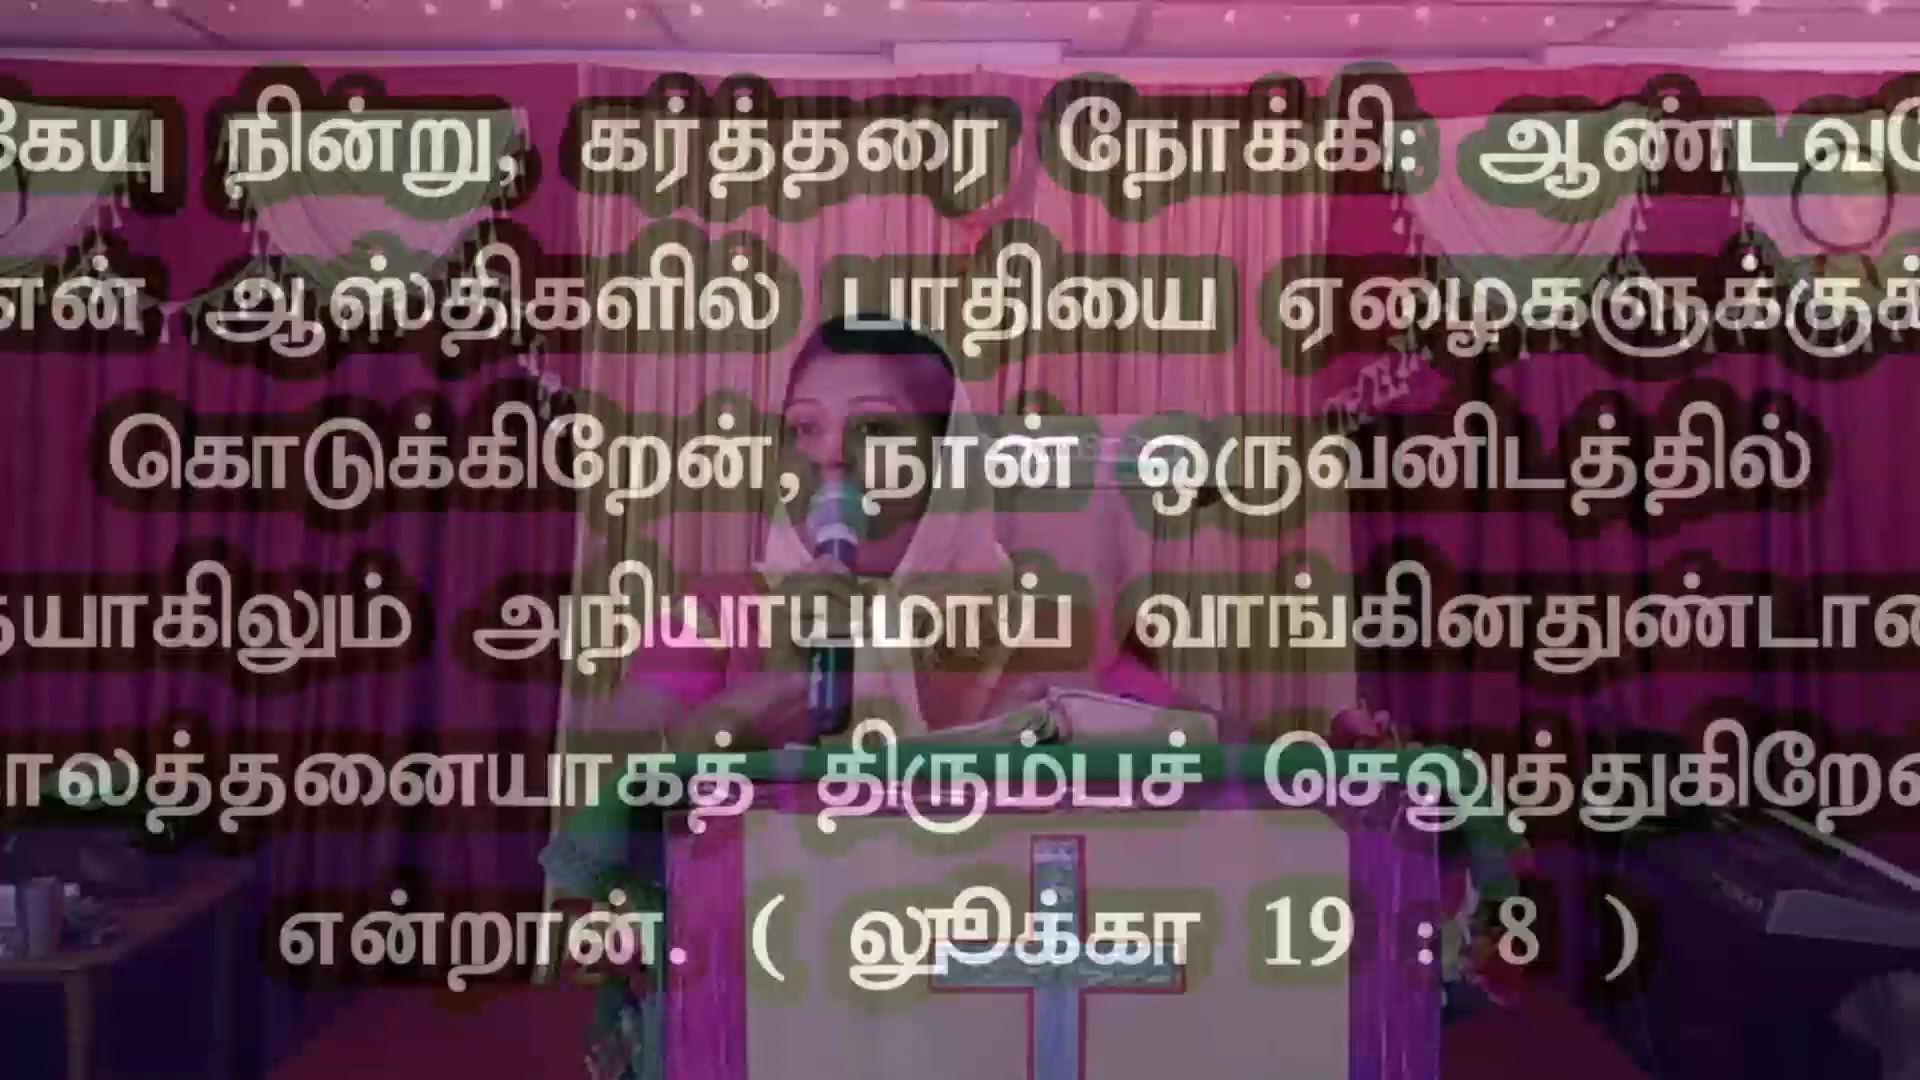 கேயு நின்று, கர்த்தரை நோக்கி: ஆண்டவ
என் ஆஸ்திகளில் பாதியை ஏழைகளுக்குக்
கொடுக்கிறேன், நான் ஒருவனிடத்தில்
யாகிலும் அநியாயமாய் வாங்கினதுண்டான
லத்தனையாகத் திரும்பச் செலுத்துகிறே
என்றான். ( லூக்கா 19 : 8 )